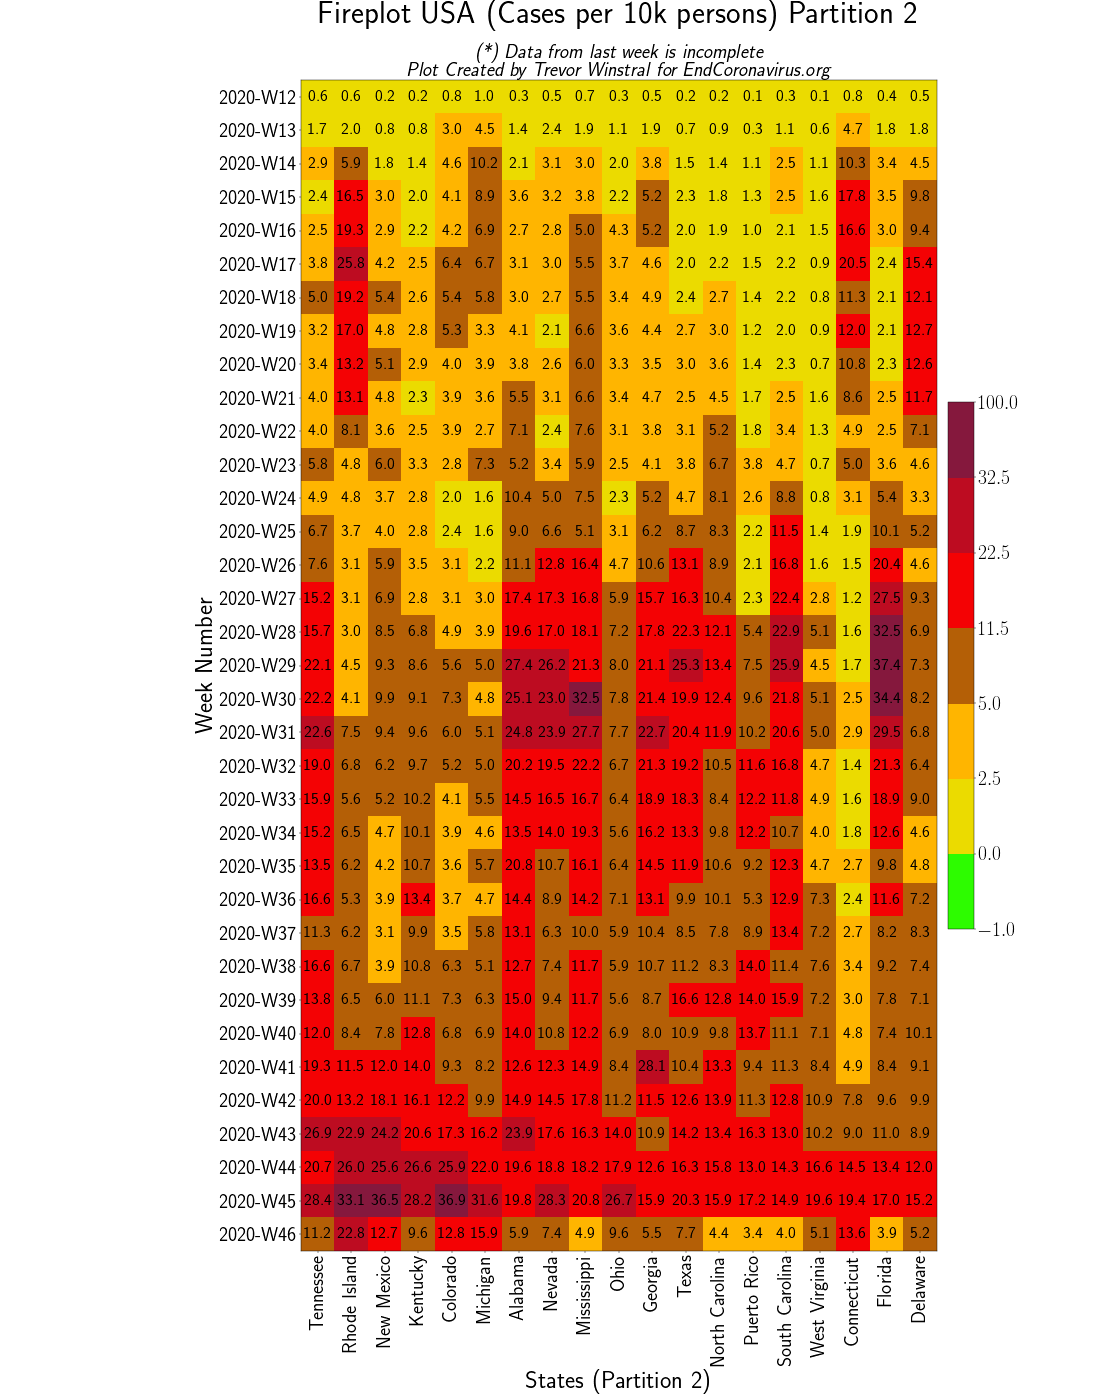 Fireplot USA (Cases per 10k persons) Partition 2
(*) Data from last week is incomplete
Plot Created by Trevor Winstral for EndCoronavirus.org
2020-W12 0.6 0.6 0.2 0.2 0.8 1.0 0.3 0.5 0.7 0.3 0.5 0.2 0.2 0.1 0.3 0.1 0.8 0.4 0.5
2020-W13 1.7 2.0 0.8 0.8 3.0 4.5 1.4 2.4 1.9 1.1 1.9 0.7 0.9 0.3 1.1 0.6 4.7 1.8 1.8
2020-W14 2.9 5.9 1.8 1.4 4.6 10.2 2.1 3.1 3.0 2.0 3.8 1.5 1.4 1.1 2.5 1.1 10.3 3.4 4.5
2020-W15 2.4 16.5 3.0 2.0 4.1 8.9 3.6 3.2 3.8 2.2 5.2 2.3 1.8 1.3 2.5 1.6 17.8 3.5 9.8
2020-W16 2.5 19.3 2.9 2.2 4.2 6.9 2.7 2.8 5.0 4.3 5.2 2.0 1.9 1.0 2.1 1.5 16.6 3.0 9.4
2020-W17 3.8 25.8 4.2 2.5 6.4 6.7 3.1 3.0 5.5 3.7 4.6 2.0 2.2 1.5 2.2 0.9 20.5 2.4 15.4
2020-W18 5.0 19.2 5.4 2.6 5.4 5.8 3.0 2.7 5.5 3.4 4.9 2.4 2.7 1.4 2.2 0.8 11.3 2.1 12.1
2020-W19 3.2 17.0 4.8 2.8 5.3 3.3 4.1 2.1 6.6 3.6 4.4 2.7 3.0 1.2 2.0 0.9 12.0 2.1 12.7
2020-W20 3.4 13.2 5.1 2.9 4.0 3.9 3.8 2.6 6.0 3.3 3.5 3.0 3.6 1.4 2.3 0.7 10.8 2.3 12.6
2020-W21 4.0 13.1 4.8 2.3 3.9 3.6 5.5 3.1 6.6 3.4 4.7 2.5 4.5 1.7 2.5 1.6 8.6 2.5 11.7
2020-W22 4.0 8.1 3.6 2.5 3.9 2.7 7.1 2.4 7.6 3.1 3.8 3.1 5.2 1.8 3.4 1.3 4.9 2.5 7.1
2020-W23 5.8 4.8 6.0 3.3 2.8 7.3 5.2 3.4 5.9 2.5 4.1 3.8 6.7 3.8 4.7 0.7 5.0 3.6 4.6
2020-W24 4.9 4.8 3.7 2.8 2.0 1.6 10.4 5.0 7.5 2.3 5.2 4.7 8.1 2.6 8.8 0.8 3.1 5.4 3.3
2020-W25 6.7 3.7 4.0 2.8 2.4 1.6 9.0 6.6 5.1 3.1 6.2 8.7 8.3 2.2 11.5 1.4 1.9 10.1 5.2
2020-W26 7.6 3.1 5.9 3.5 3.1 2.2 11.1 12.8 16.4 4.7 10.6 13.1 8.9 2.1 16.8 1.6 1.5 20.4 4.6
2020-W27 15.2 3.1 6.9 2.8 3.1 3.0 17.4 17.3 16.8 5.9 15.7 16.3 10.4 2.3 22.4 2.8 1.2 27.5 9.3
2020-W28 15.7 3.0 8.5 6.8 4.9 3.9 19.6 17.0 18.1 7.2 17.8 22.3 12.1 5.4 22.9 5.1 1.6 32.5 6.9
2020-W29 22.1 4.5 9.3 8.6 5.6 5.0 27.4 26.2 21.3 8.0 21.1 25.3 13.4 7.5 25.9 4.5 1.7 37.4 7.3
2020-W30 22.2 4.1 9.9 9.1 7.3 4.8 25.1 23.0 32.5 7.8 21.4 19.9 12.4 9.6 21.8 5.1 2.5 34.4 8.2
2020-W31 22.6 7.5 9.4 9.6 6.0 5.1 24.8 23.9 27.7 7.7 22.7 20.4 11.9 10.2 20.6 5.0 2.9 29.5 6.8
2020-W32 19.0 6.8 6.2 9.7 5.2 5.0 20.2 19.5 22.2 6.7 21.3 19.2 10.5 11.6 16.8 4.7 1.4 21.3 6.4
2020-W33 15.9 5.6 5.2 10.2 4.1 5.5 14.5 16.5 16.7 6.4 18.9 18.3 8.4 12.2 11.8 4.9 1.6 18.9 9.0
2020-W34 15.2 6.5 4.7 10.1 3.9 4.6 13.5 14.0 19.3 5.6 16.2 13.3 9.8 12.2 10.7 4.0 1.8 12.6 4.6
2020-W35 13.5 6.2 4.2 10.7 3.6 5.7 20.8 10.7 16.1 6.4 14.5 11.9 10.6 9.2 12.3 4.7 2.7 9.8 4.8
2020-W36 16.6 5.3 3.9 13.4 3.7 4.7 14.4 8.9 14.2 7.1 13.1 9.9 10.1 5.3 12.9 7.3 2.4 11.6 7.2
2020-W37 11.3 6.2 3.1 9.9 3.5 5.8 13.1 6.3 10.0 5.9 10.4 8.5 7.8 8.9 13.4 7.2 2.7 8.2 8.3
2020-W38 16.6 6.7 3.9 10.8 6.3 5.1 12.7 7.4 11.7 5.9 10.7 11.2 8.3 14.0 11.4 7.6 3.4 9.2 7.4
2020-W39 13.8 6.5 6.0 11.1 7.3 6.3 15.0 9.4 11.7 5.6 8.7 16.6 12.8 14.0 15.9 7.2 3.0 7.8 7.1
2020-W40 12.0 8.4 7.8 12.8 6.8 6.9 14.0 10.8 12.2 6.9 8.0 10.9 9.8 13.7 11.1 7.1 4.8 7.4 10.1
2020-W41 19.3 11.5 12.0 14.0 9.3 8.2 12.6 12.3 14.9 8.4 28.1 10.4 13.3 9.4 11.3 8.4 4.9 8.4 9.1
2020-W42 20.0 13.2 18.1 16.1 12.2 9.9 14.9 14.5 17.8 11.2 11.5 12.6 13.9 11.3 12.8 10.9 7.8 9.6 9.9
2020-W43 26.9 22.9 24.2 20.6 17.3 16.2 23.9 17.6 16.3 14.0 10.9 14.2 13.4 16.3 13.0 10.2 9.0 11.0 8.9
2020-W44 20.7 26.0 25.6 26.6 25.9 22.0 19.6 18.8 18.2 17.9 12.6 16.3 15.8 13.0 14.3 16.6 14.5 13.4 12.0
2020-W45 28.4 33.1 36.5 28.2 36.9 31.6 19.8 28.3 20.8 26.7 15.9 20.3 15.9 17.2 14.9 19.6 19.4 17.0 15.2
2020-W46 11.2 22.8 12.7 9.6 12.8 15.9 5.9 7.4 4.9 9.6 5.5 7.7 4.4 3.4 4.0 5.1 13.6 3.9 5.2
Week Number
Tennessee
Rhode Island
New Mexico
Kentucky
Colorado
Michigan
Alabama
Nevada
Mississippi
Ohio
Georgia
Texas
North Carolina
Puerto Rico
South Carolina
West Virginia
Connecticut
Florida
Delaware
States (Partition 2)
100.0
32.5
22.5
11.5
5.0
2.5
0.0
−1.0